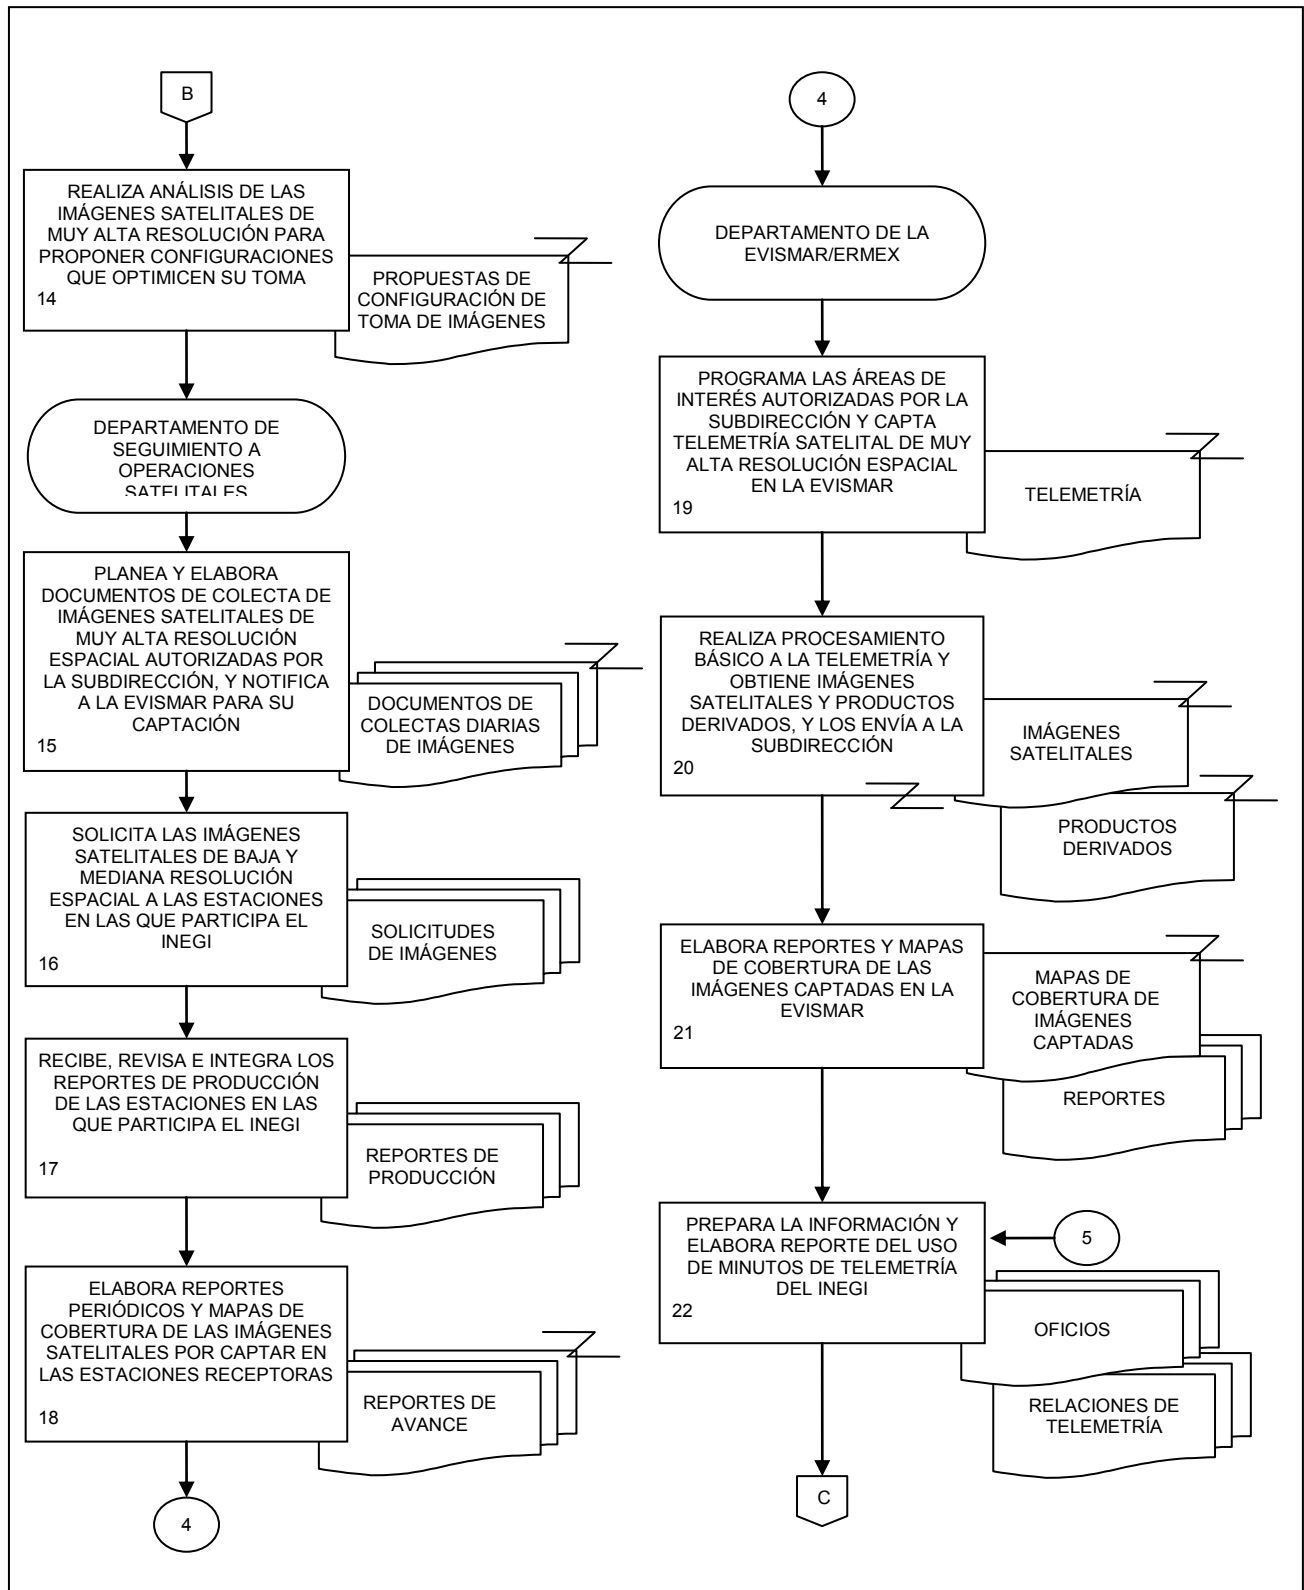 B
REALIZA ANÁLISIS DE LAS
IMÁGENES SATELITALES DE
MUY ALTA RESOLUCIÓN PARA
PROPONER CONFIGURACIONES
QUE OPTIMICEN SU TOMA
14
PROPUESTAS DE
CONFIGURACIÓN DE
TOMA DE IMÁGENES
DEPARTAMENTO DE
SEGUIMIENTO A
OPERACIONES
SATELITALES
PLANEA Y ELABORA
DOCUMENTOS DE COLECTA DE
IMÁGENES SATELITALES DE
MUY ALTA RESOLUCIÓN
ESPACIAL AUTORIZADAS POR
LA SUBDIRECCIÓN, Y NOTIFICA
A LA EVISMAR PARA SU
CAPTACIÓN
15
DOCUMENTOS DE
COLECTAS DIARIAS
DE IMÁGENES
SOLICITA LAS IMÁGENES
SATELITALES DE BAJA Y
MEDIANA RESOLUCIÓN
ESPACIAL A LAS ESTACIONES
EN LAS QUE PARTICIPA EL
INEGI
16
SOLICITUDES
DE IMÁGENES
RECIBE, REVISA E INTEGRA LOS
REPORTES DE PRODUCCIÓN
DE LAS ESTACIONES EN LAS
QUE PARTICIPA EL INEGI
17
REPORTES DE
PRODUCCIÓN
ELABORA REPORTES
PERIÓDICOS Y MAPAS DE
COBERTURA DE LAS IMÁGENES
SATELITALES POR CAPTAR EN
LAS ESTACIONES RECEPTORAS
18
REPORTES DE
AVANCE
4
4
DEPARTAMENTO DE LA
EVISMAR/ERMEX
PROGRAMA LAS ÁREAS DE
INTERÉS AUTORIZADAS POR LA
SUBDIRECCIÓN Y CAPTA
TELEMETRÍA SATELITAL DE MUY
ALTA RESOLUCIÓN ESPACIAL
EN LA EVISMAR
19
TELEMETRÍA
REALIZA PROCESAMIENTO
BÁSICO A LA TELEMETRÍA Y
OBTIENE IMÁGENES
SATELITALES Y PRODUCTOS
DERIVADOS, Y LOS ENVÍA A LA
SUBDIRECCIÓN
20
IMÁGENES
SATELITALES
PRODUCTOS
DERIVADOS
ELABORA REPORTES Y MAPAS
DE COBERTURA DE LAS
IMÁGENES CAPTADAS EN LA
EVISMAR
21
MAPAS DE
COBERTURA DE
IMÁGENES
CAPTADAS
REPORTES
PREPARA LA INFORMACIÓN Y
ELABORA REPORTE DEL USO
DE MINUTOS DE TELEMETRÍA
DEL INEGI
22
5
OFICIOS
RELACIONES DE
TELEMETRÍA
C